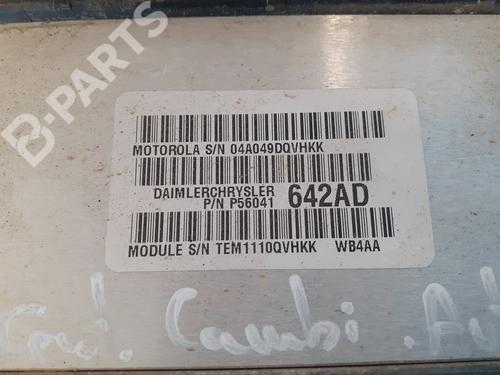 B-PARTS
MOTOROLA S/N 04A049DQVHKK
DAIMLERCHRYSLER
P/N P56041 642AD
MODULE S/N TEM1110QVHKK WB4AA
Cambi